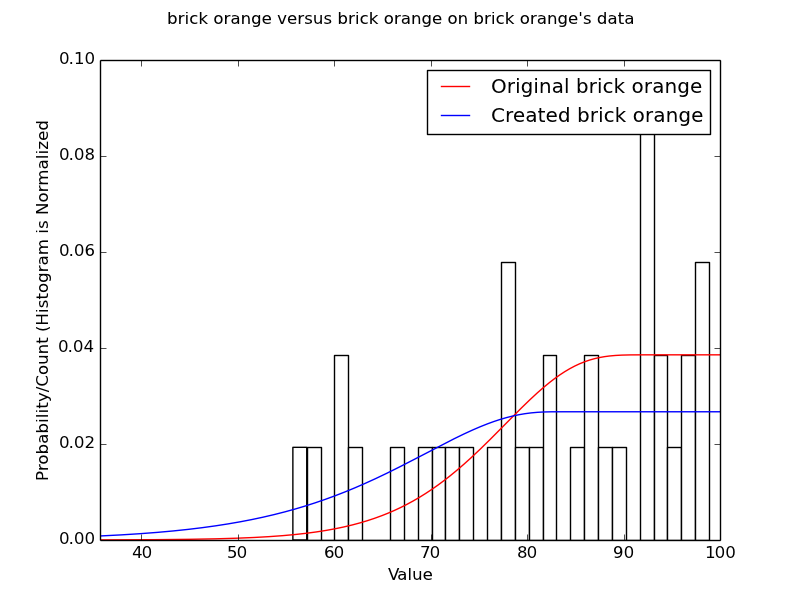 brick orange versus brick orange on brick orange's data
0.10
Original brick orange
Created brick orange
0.08
0.06
0.04
0.02
0.00
Probability/Count (Histogram is Normalized
40 50 60 70 80 90 100
Value